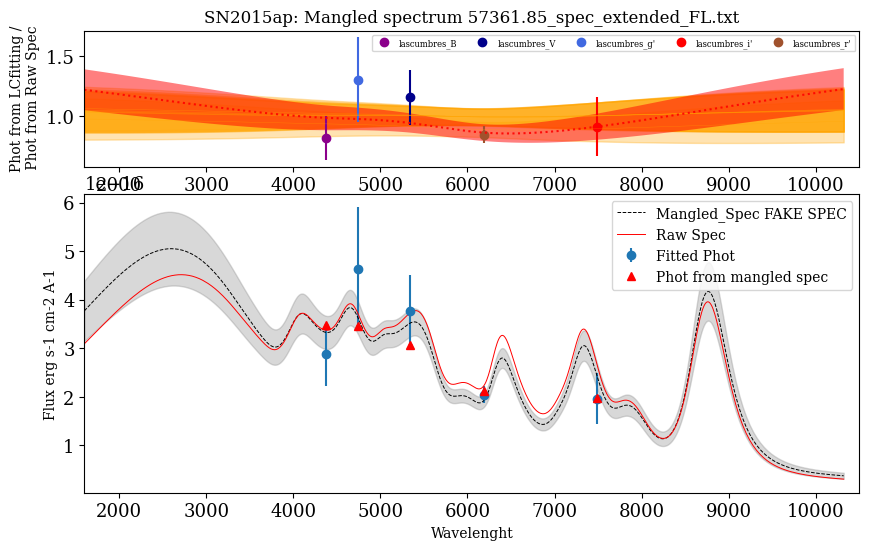 SN2015ap: Mangled spectrum 57361.85_spec_extended_FL.txt
Phot from LCfitting /
Phot from Raw Spec
1.5
1.0
lascumbres_B
lascumbres_V
lascumbres_g'
lascumbres_i'
lascumbres_r'
2000 3000 4000 5000 6000 7000 8000 9000 10000
1e−16
Flux erg s-1 cm-2 A-1
6
5
4
3
2
1
Mangled_Spec FAKE SPEC
Raw Spec
Fitted Phot
Phot from mangled spec
2000 3000 4000 5000 6000 7000 8000 9000 10000
Wavelenght